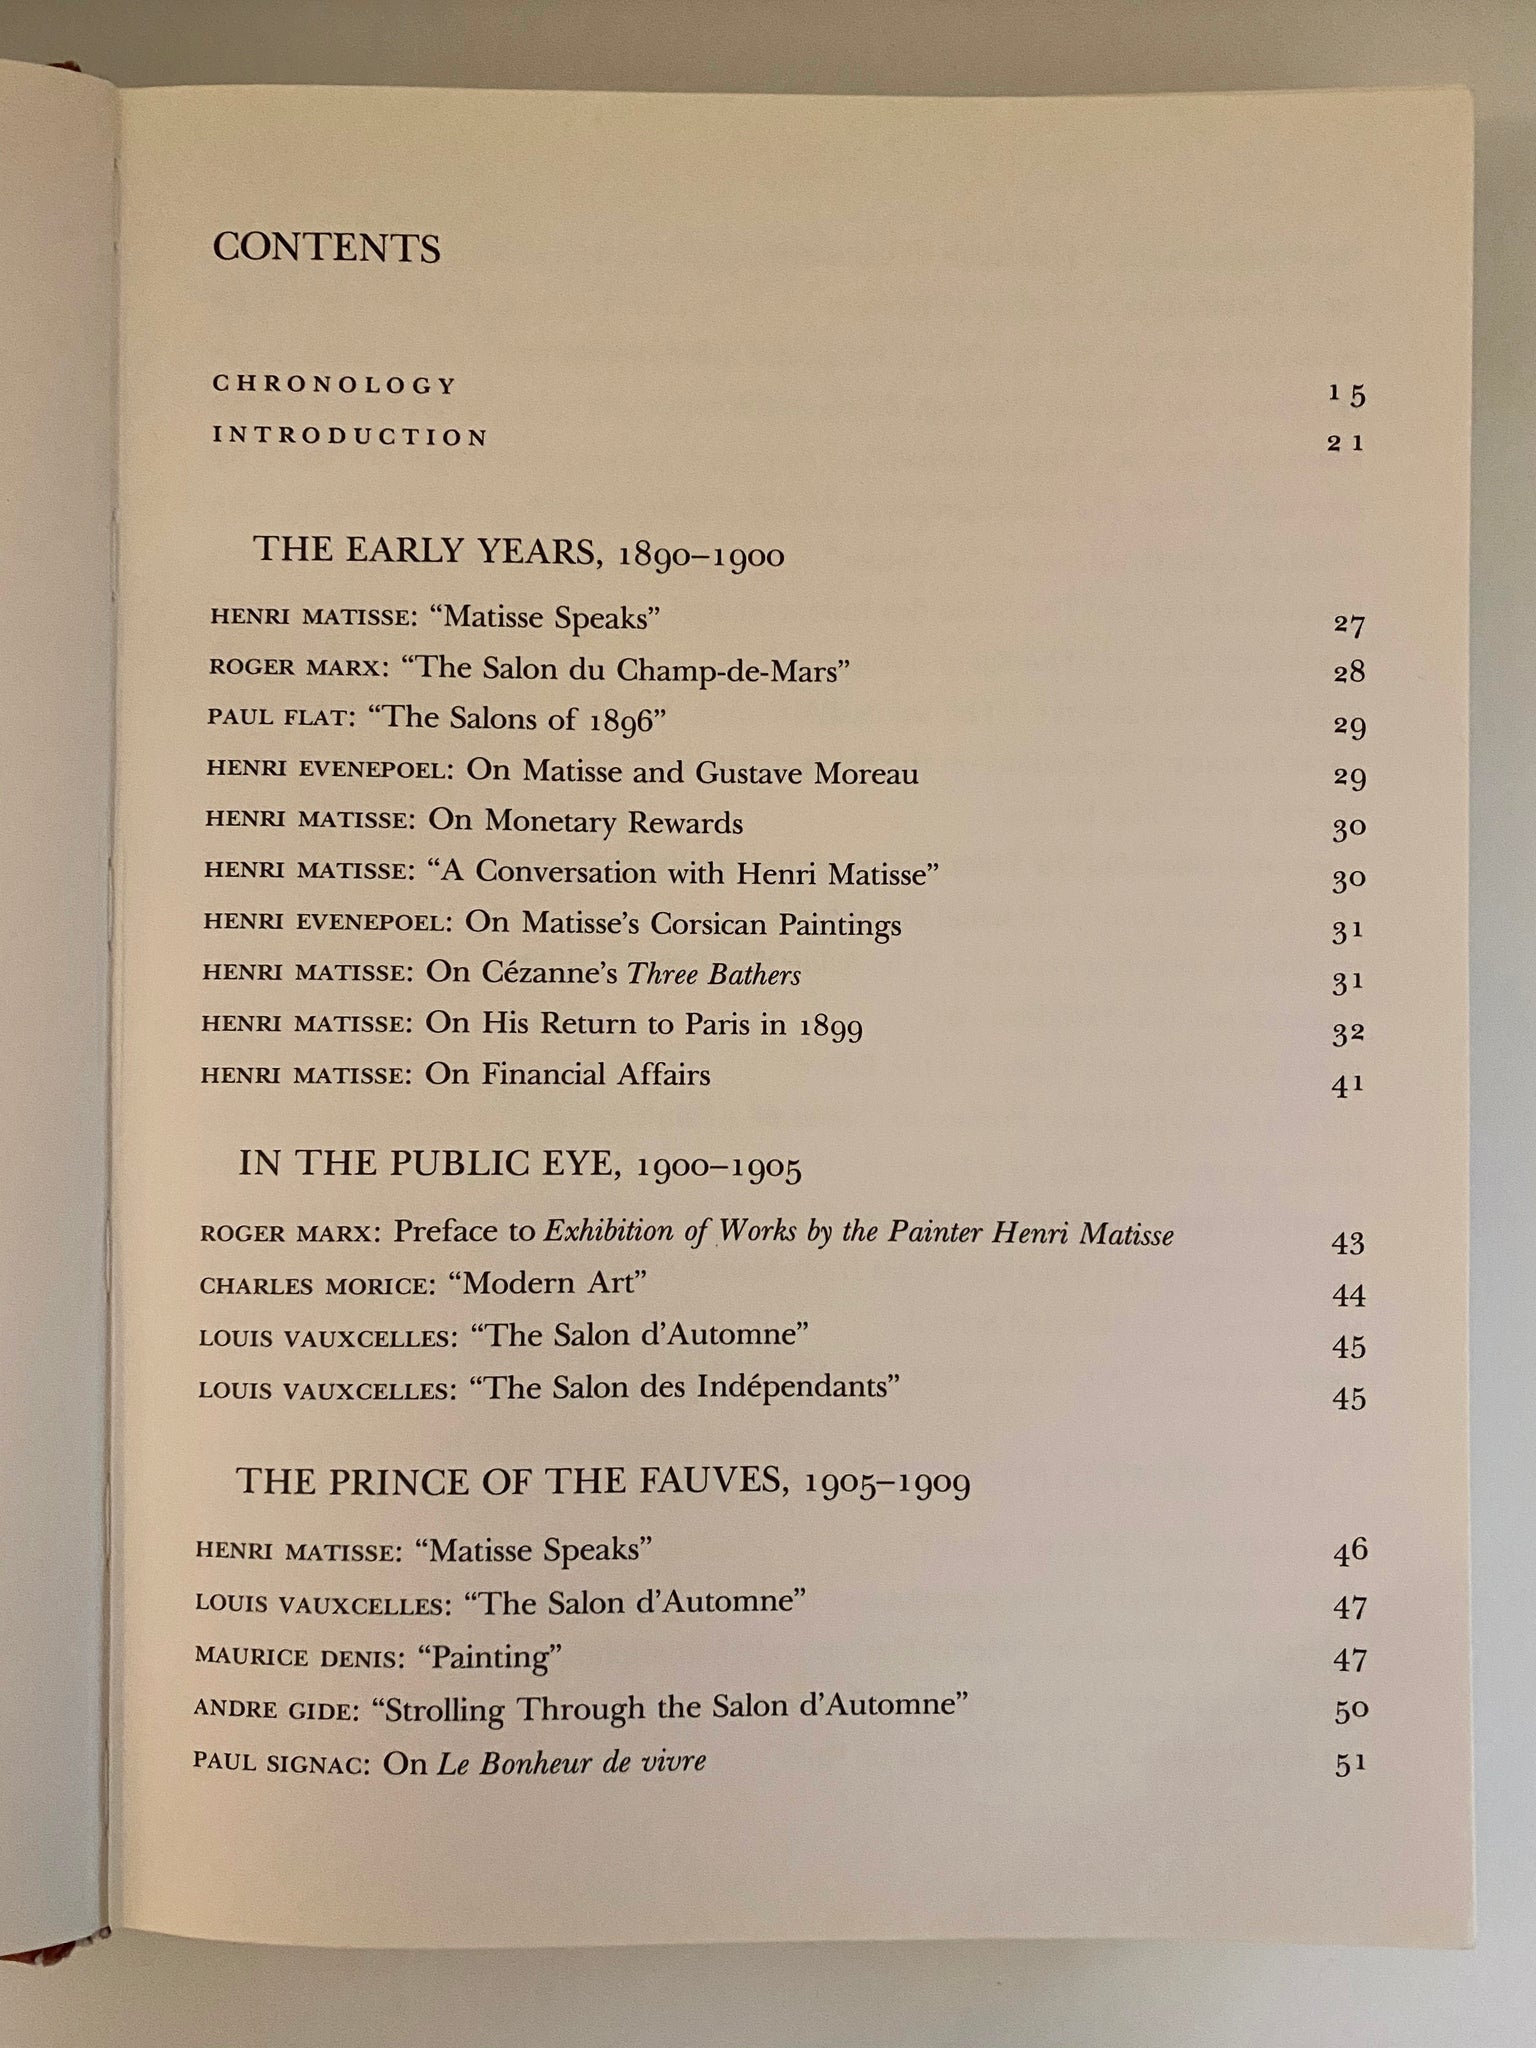 CONTENTS
CHRONOLOGY 15
INTRODUCTION 21
THE EARLY YEARS, 1890–1900
HENRI MATISSE: “Matisse Speaks” 27
ROGER MARX: “The Salon du Champ-de-Mars” 28
PAUL FLAT: “The Salons of 1896” 29
HENRI EVENEPOEL: On Matisse and Gustave Moreau 29
HENRI MATISSE: On Monetary Rewards 30
HENRI MATISSE: “A Conversation with Henri Matisse” 30
HENRI EVENEPOEL: On Matisse’s Corsican Paintings 31
HENRI MATISSE: On Cézanne’s Three Bathers 31
HENRI MATISSE: On His Return to Paris in 1899 32
HENRI MATISSE: On Financial Affairs 41
IN THE PUBLIC EYE, 1900–1905
ROGER MARX: Preface to Exhibition of Works by the Painter Henri Matisse 43
CHARLES MORICE: “Modern Art” 44
LOUIS VAUXCELLES: “The Salon d’Automne” 45
LOUIS VAUXCELLES: “The Salon des Indépendants” 45
THE PRINCE OF THE FAUVES, 1905–1909
HENRI MATISSE: “Matisse Speaks” 46
LOUIS VAUXCELLES: “The Salon d’Automne” 47
MAURICE DENIS: “Painting” 47
ANDRE GIDE: “Strolling Through the Salon d’Automne” 50
PAUL SIGNAC: On Le Bonheur de vivre 51